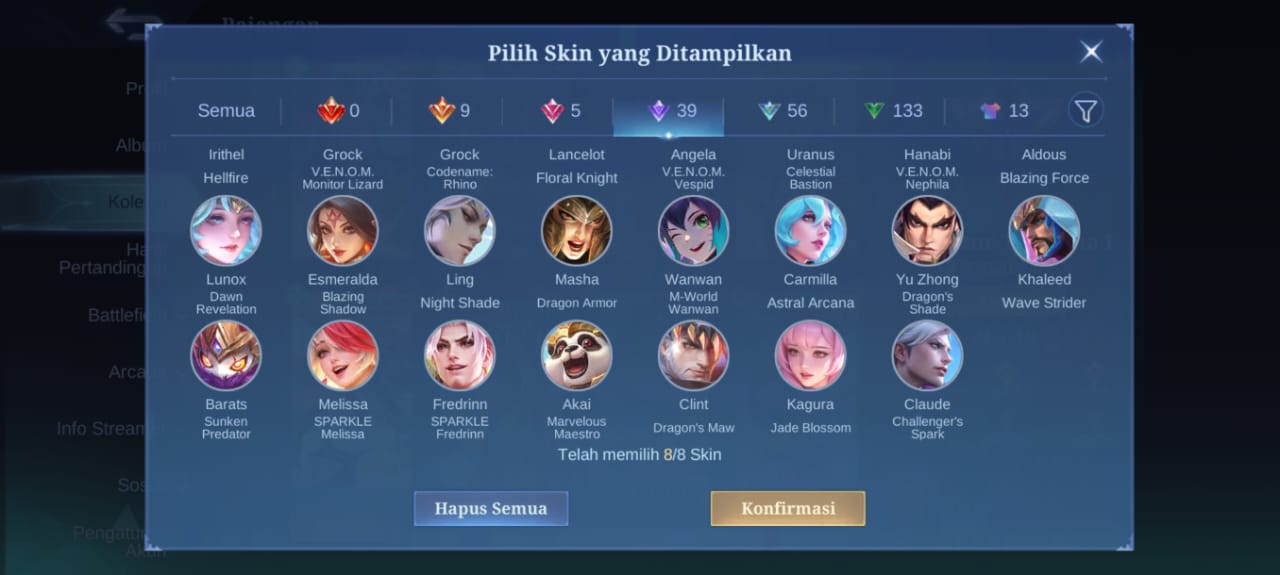 Pajangan
Pilih Skin yang Ditampilkan
Semua 0 9 5 39 56 133 13
Irithel Grock Grock Lancelot Angela Uranus Hanabi Aldous
Hellfire V.E.N.O.M. Codename: Floral Knight V.E.N.O.M. Celestial V.E.N.O.M. Blazing Force
Monitor Lizard Rhino Vespid Bastion Nephila
Lunox Esmeralda Ling Masha Wanwan Carmilla Yu Zhong Khaleed
Dawn Blazing Night Shade Dragon Armor M-World Astral Arcana Dragon's Wave Strider
Revelation Shadow Wanwan Shade
Barats Melissa Fredrinn Akai Clint Kagura Claude
Sunken SPARKLE SPARKLE Marvelous Dragon's Maw Jade Blossom Challenger's
Predator Melissa Fredrinn Maestro Spark
Telah memilih 8/8 Skin
Hapus Semua Konfirmasi
Pertandingan
Info Stream